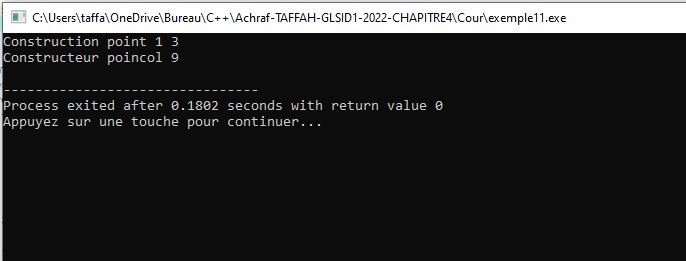 C:\Users\taffa\OneDrive\Bureau\C++\Achraf-TAFFAH-GLSID1-2022-CHAPITRE4\Cour\exemple11.exe
Construction point 1 3
Constructeur poincol 9
--------------------------------
Process exited after 0.1802 seconds with return value 0
Appuyez sur une touche pour continuer...